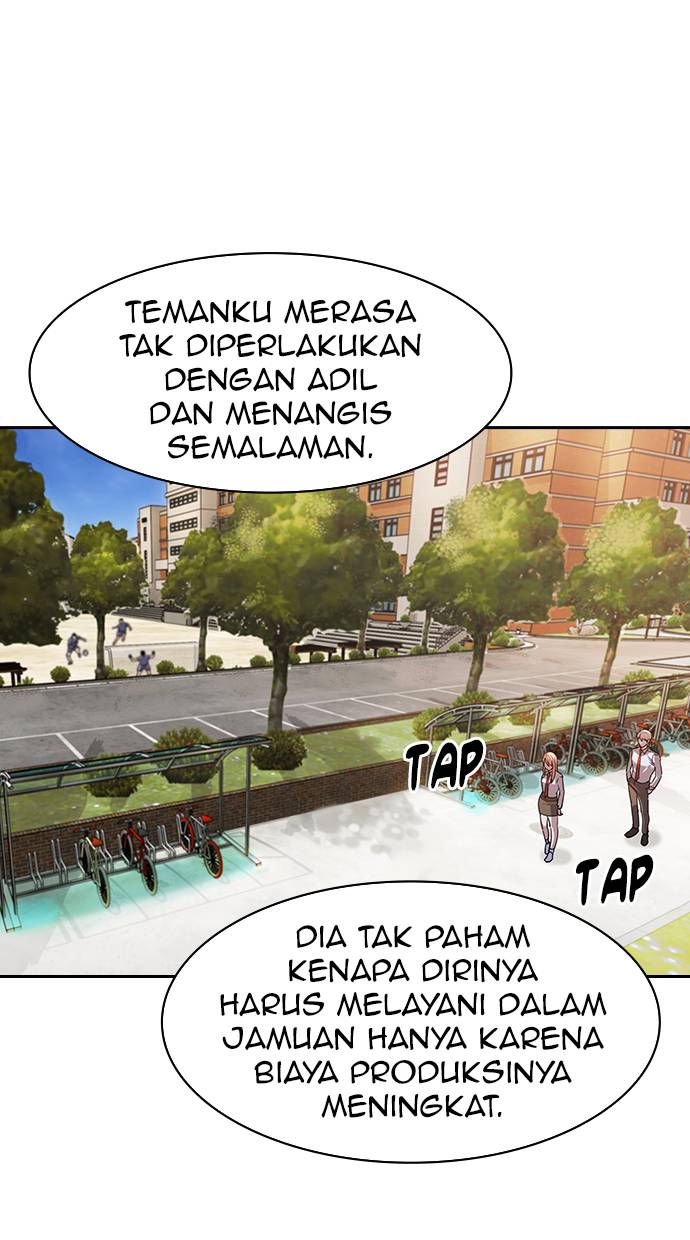 TEMANKU MERASA
TAK DIPERLAKUKAN
DENGAN ADIL
DAN MENANGIS
SEMALAMAN.
TAP
TAP
DIA TAK PAHAM
KENAPA DIRINYA
HARUS MELAYANI DALAM
JAMUAN HANYA KARENA
BIAYA PRODUKSINYA
MENINGKAT.